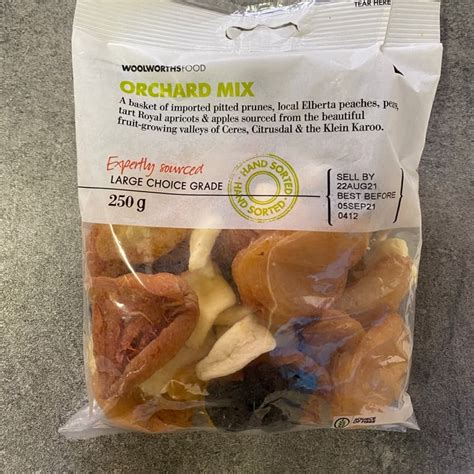 TEAR HERE
WOOLWORTHSFOOD
ORCHARD MIX
A basket of imported pitted prunes, local Elberta peaches, pears,
tart Royal apricots & apples sourced from the beautiful
fruit-growing valleys of Ceres, Citrusdal & the Klein Karoo.
Expertly sourced
LARGE CHOICE GRADE
250 g
HAND SORTED
HAND SORTED
SELL BY
22AUG21
BEST BEFORE
05SEP21
0412